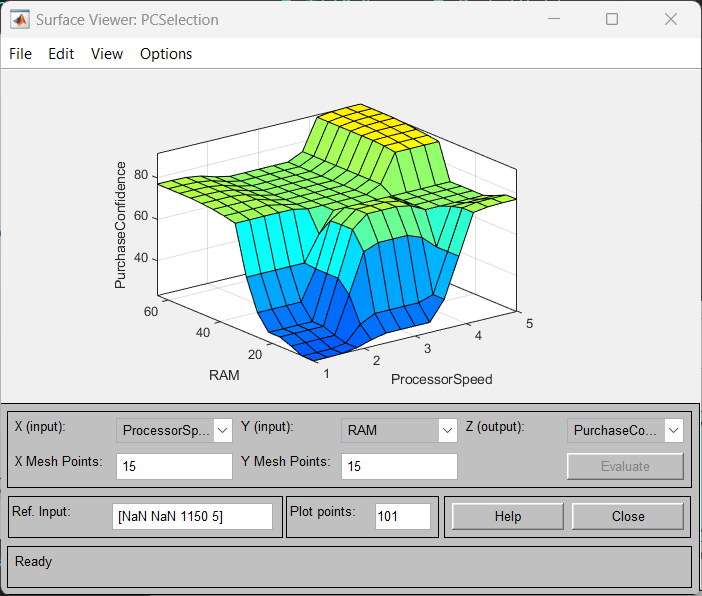 Surface Viewer: PCSelection
File Edit View Options
PurchaseConfidence
80
60
40
60
40
20
RAM
1
2
3
4
5
ProcessorSpeed
X (input): ProcessorSp... Y (input): RAM Z (output): PurchaseCo...
X Mesh Points: 15 Y Mesh Points: 15 Evaluate
Ref. Input: [NaN NaN 1150 5] Plot points: 101 Help Close
Ready